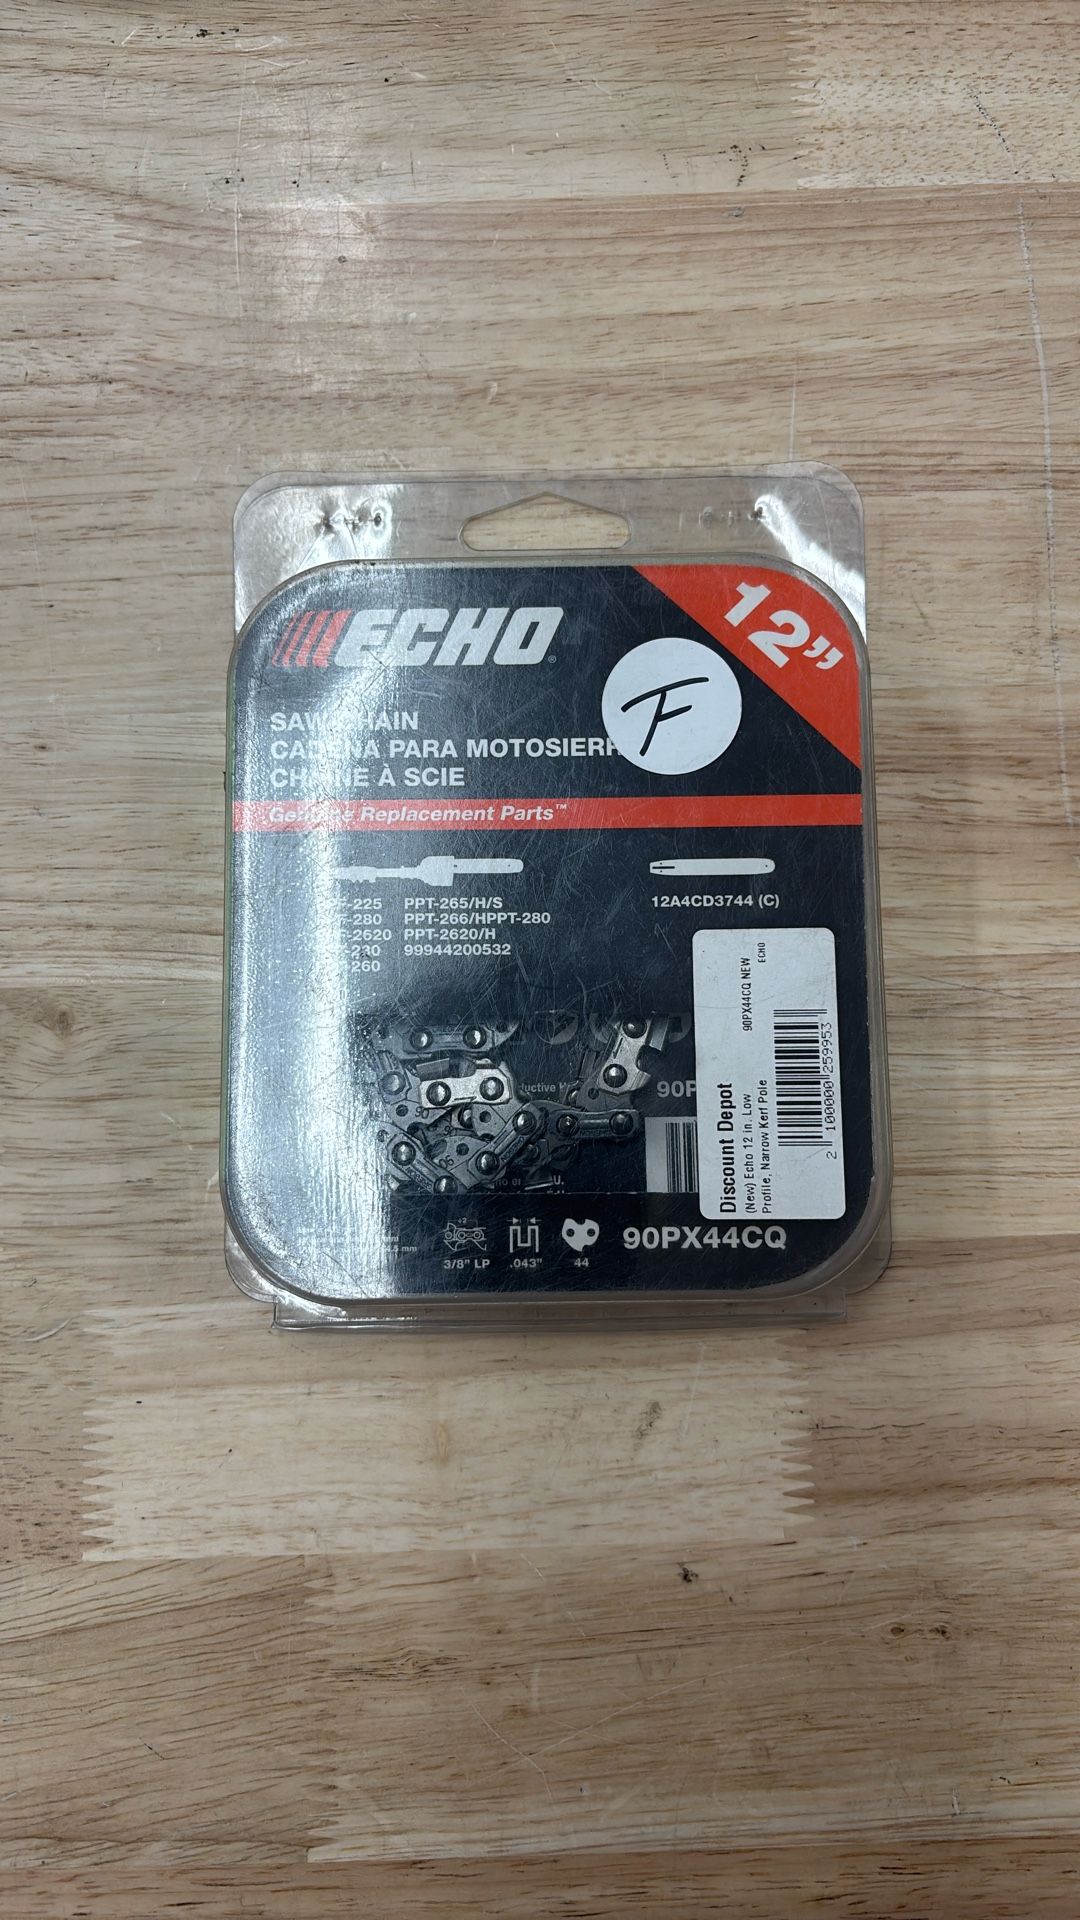 ECHO®
12”
F
SAW CHAIN
CADENA PARA MOTOSIERR
CHAÎNE À SCIE
Genuine Replacement Parts™
-225 PPT-265/H/S
-280 PPT-266/HPPT-280
-2620 PPT-2620/H
99944200532
260
12A4CD3744 (C)
Discount Depot
(New) Echo 12 in. Low
Profile, Narrow Kerf Pole
90PX44CQ NEW
ECHO
2 100000 259953
90P
3/8" LP
.043"
44
90PX44CQ